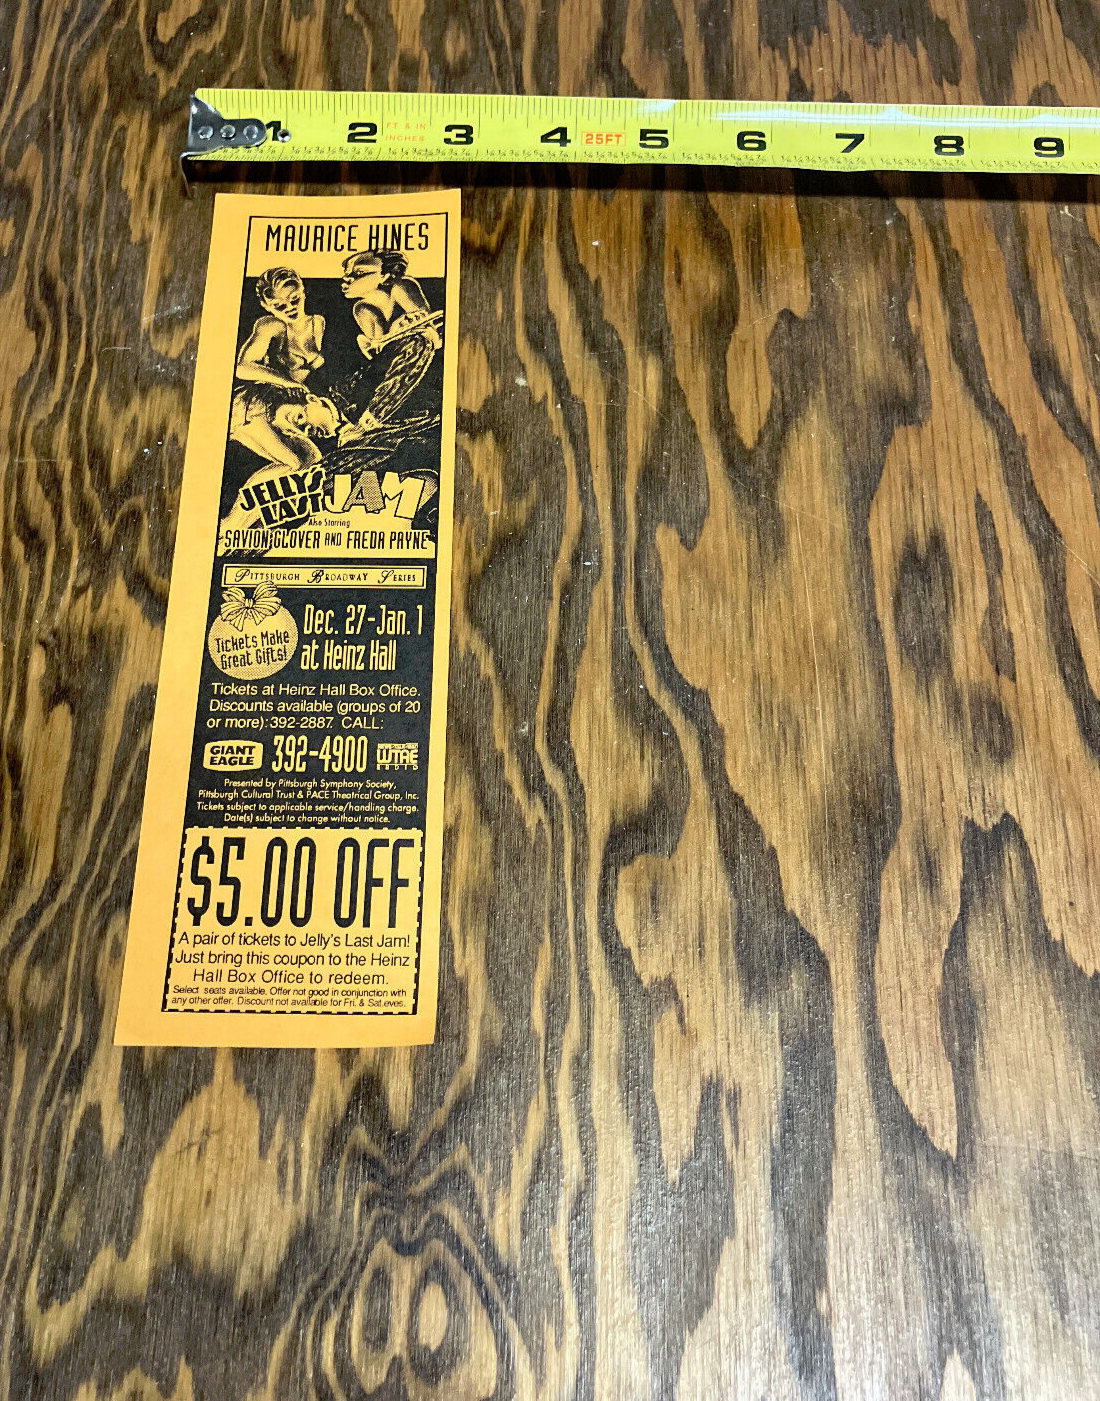 1 2 FT & IN INCHES 3 4 25FT 5 6 7 8 9
MAURICE HINES
JELLY'S
LAST JAM
Also Starring
SAVION GLOVER AND FREDA PAYNE
PITTSBURGH BROADWAY SERIES
Tickets Make
Great Gifts!
Dec. 27-Jan. 1
at Heinz Hall
Tickets at Heinz Hall Box Office.
Discounts available (groups of 20
or more): 392-2887. CALL:
GIANT
EAGLE
392-4900
WTAE
RADIO
Presented by Pittsburgh Symphony Society,
Pittsburgh Cultural Trust & PACE Theatrical Group, Inc.
Tickets subject to applicable service/handling charge.
Date(s) subject to change without notice.
$5.00 OFF
A pair of tickets to Jelly's Last Jam!
Just bring this coupon to the Heinz
Hall Box Office to redeem.
Select seats available. Offer not good in conjunction with
any other offer. Discount not available for Fri. & Sat.eves.